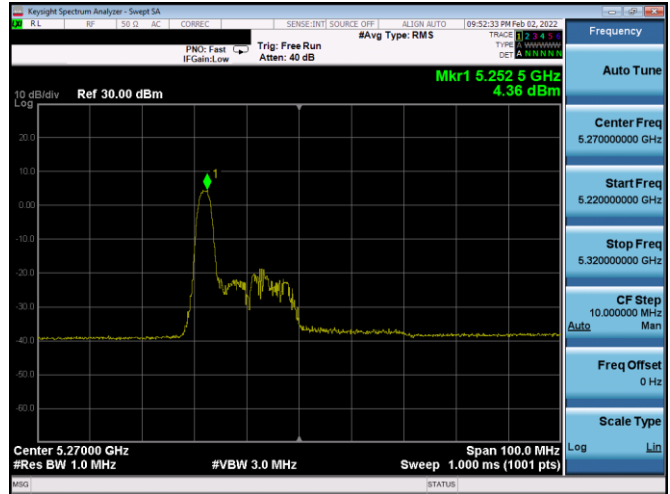 Keysight Spectrum Analyzer - Swept SA
LXI RL RF 50 Ω AC CORREC SENSE:INT SOURCE OFF ALIGN AUTO 09:52:33 PM Feb 02, 2022
#Avg Type: RMS
TRACE 1 2 3 4 5 6
PNO: Fast Trig: Free Run TYPE A WWWWW
IFGain:Low Atten: 40 dB DET A N N N N N
Mkr1 5.252 5 GHz
10 dB/div Ref 30.00 dBm 4.36 dBm
Log
1
20.0
10.0
0.00
-10.0
-20.0
-30.0
-40.0
-50.0
-60.0
Center 5.27000 GHz Span 100.0 MHz
#Res BW 1.0 MHz #VBW 3.0 MHz Sweep 1.000 ms (1001 pts)
MSG STATUS
Frequency
Auto Tune
Center Freq
5.270000000 GHz
Start Freq
5.220000000 GHz
Stop Freq
5.320000000 GHz
CF Step
10.000000 MHz
Auto Man
Freq Offset
0 Hz
Scale Type
Log Lin